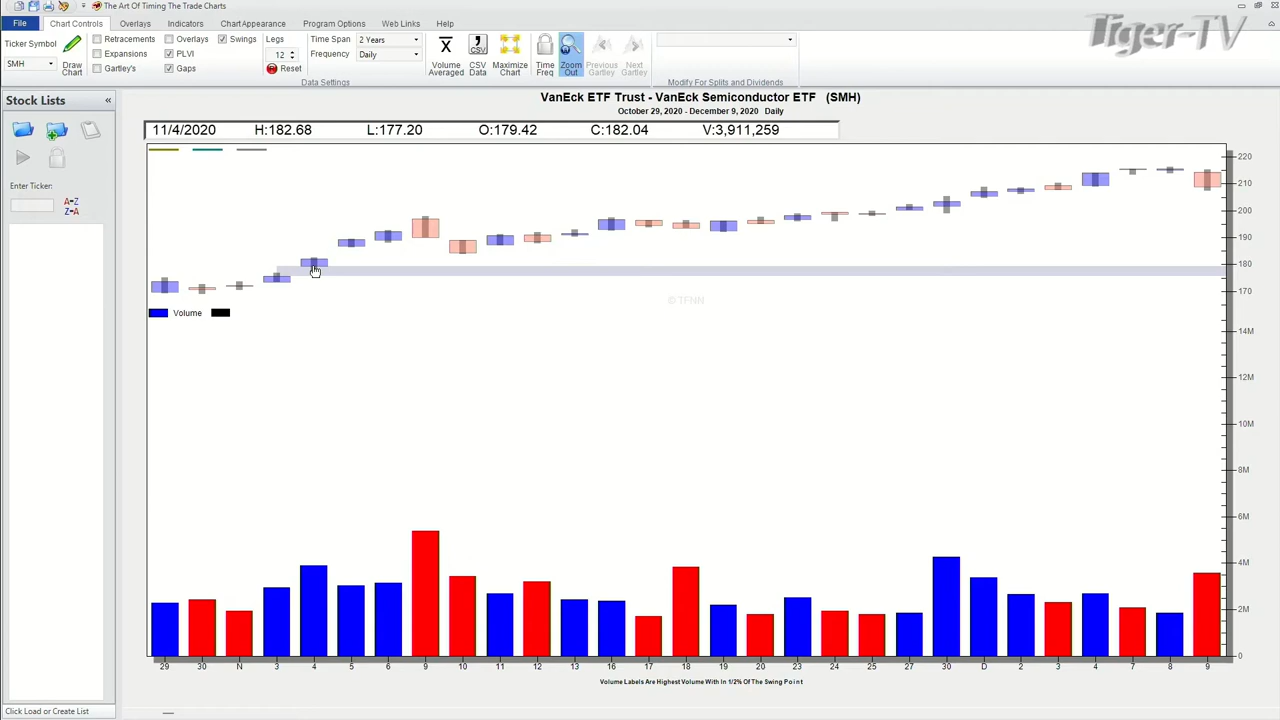 The Art Of Timing The Trade Charts
File Chart Controls Overlays Indicators Chart Appearance Program Options Web Links Help
Tiger-TV
Ticker Symbol
SMH
Draw
Chart
Retracements Overlays Swings
Expansions PLVI
Gartley's Gaps
Legs
12
Reset
Time Span 2 Years
Frequency Daily
Data Settings
Volume
Averaged
CSV
Data
Maximize
Chart
Time
Freq
Zoom
Out
Previous
Gartley
Next
Gartley
Modify For Splits and Dividends
Stock Lists
Enter Ticker:
A Z
Z A
VanEck ETF Trust - VanEck Semiconductor ETF (SMH)
October 29, 2020 - December 9, 2020 Daily
11/4/2020 H:182.68 L:177.20 O:179.42 C:182.04 V:3,911,259
220
210
200
190
180
170
© TFNN
Volume
14M
12M
10M
8M
6M
4M
2M
0
29 30 N 3 4 5 6 9 10 11 12 13 16 17 18 19 20 23 24 25 27 30 D 2 3 4 7 8 9
Volume Labels Are Highest Volume With In 1/2% Of The Swing Point
Click Load or Create List